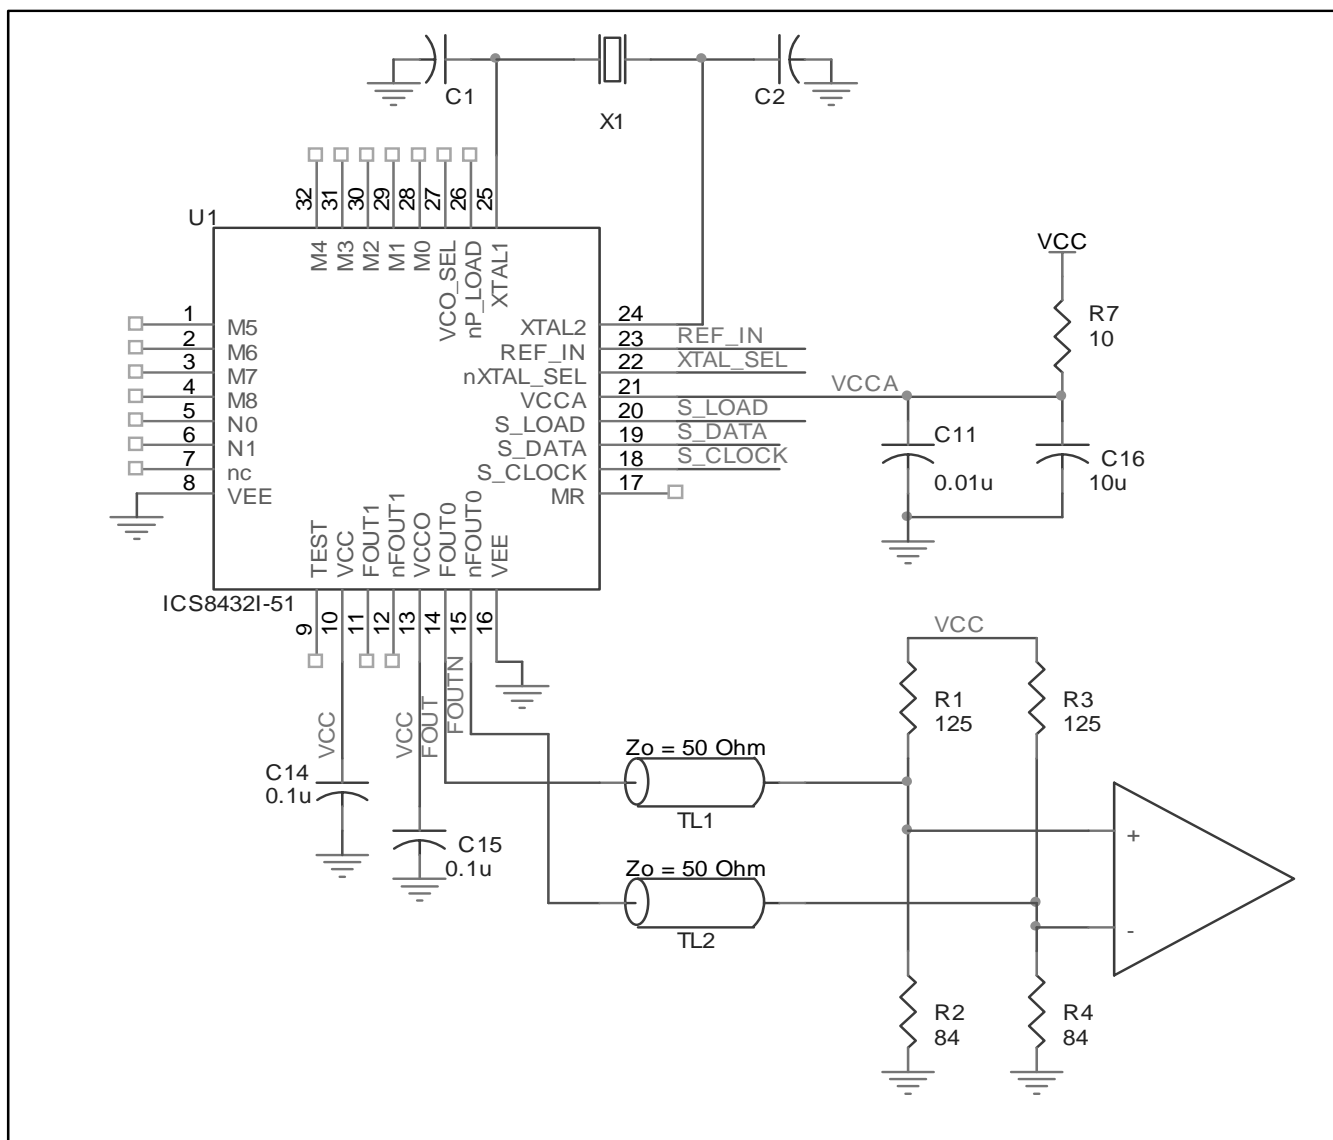 C1
C2
X1
32
31
30
29
28
27
26
25
U1
M4
M3
M2
M1
M0
VCO_SEL
nP_LOAD
XTAL1
VCC
R7
10
1
M5
2
M6
3
M7
4
M8
5
N0
6
N1
7
nc
8
VEE
24
XTAL2
23
REF_IN
REF_IN
22
nXTAL_SEL
XTAL_SEL
21
VCCA
VCCA
20
S_LOAD
S_LOAD
19
S_DATA
S_DATA
18
S_CLOCK
S_CLOCK
17
MR
C11
0.01u
C16
10u
TEST
VCC
FOUT1
nFOUT1
VCCO
FOUT0
nFOUT0
VEE
ICS8432I-51
9
10
11
12
13
14
15
16
VCC
VCC
FOUT
FOUTN
C14
0.1u
C15
0.1u
VCC
R1
125
R3
125
Zo = 50 Ohm
TL1
Zo = 50 Ohm
TL2
+
-
R2
84
R4
84